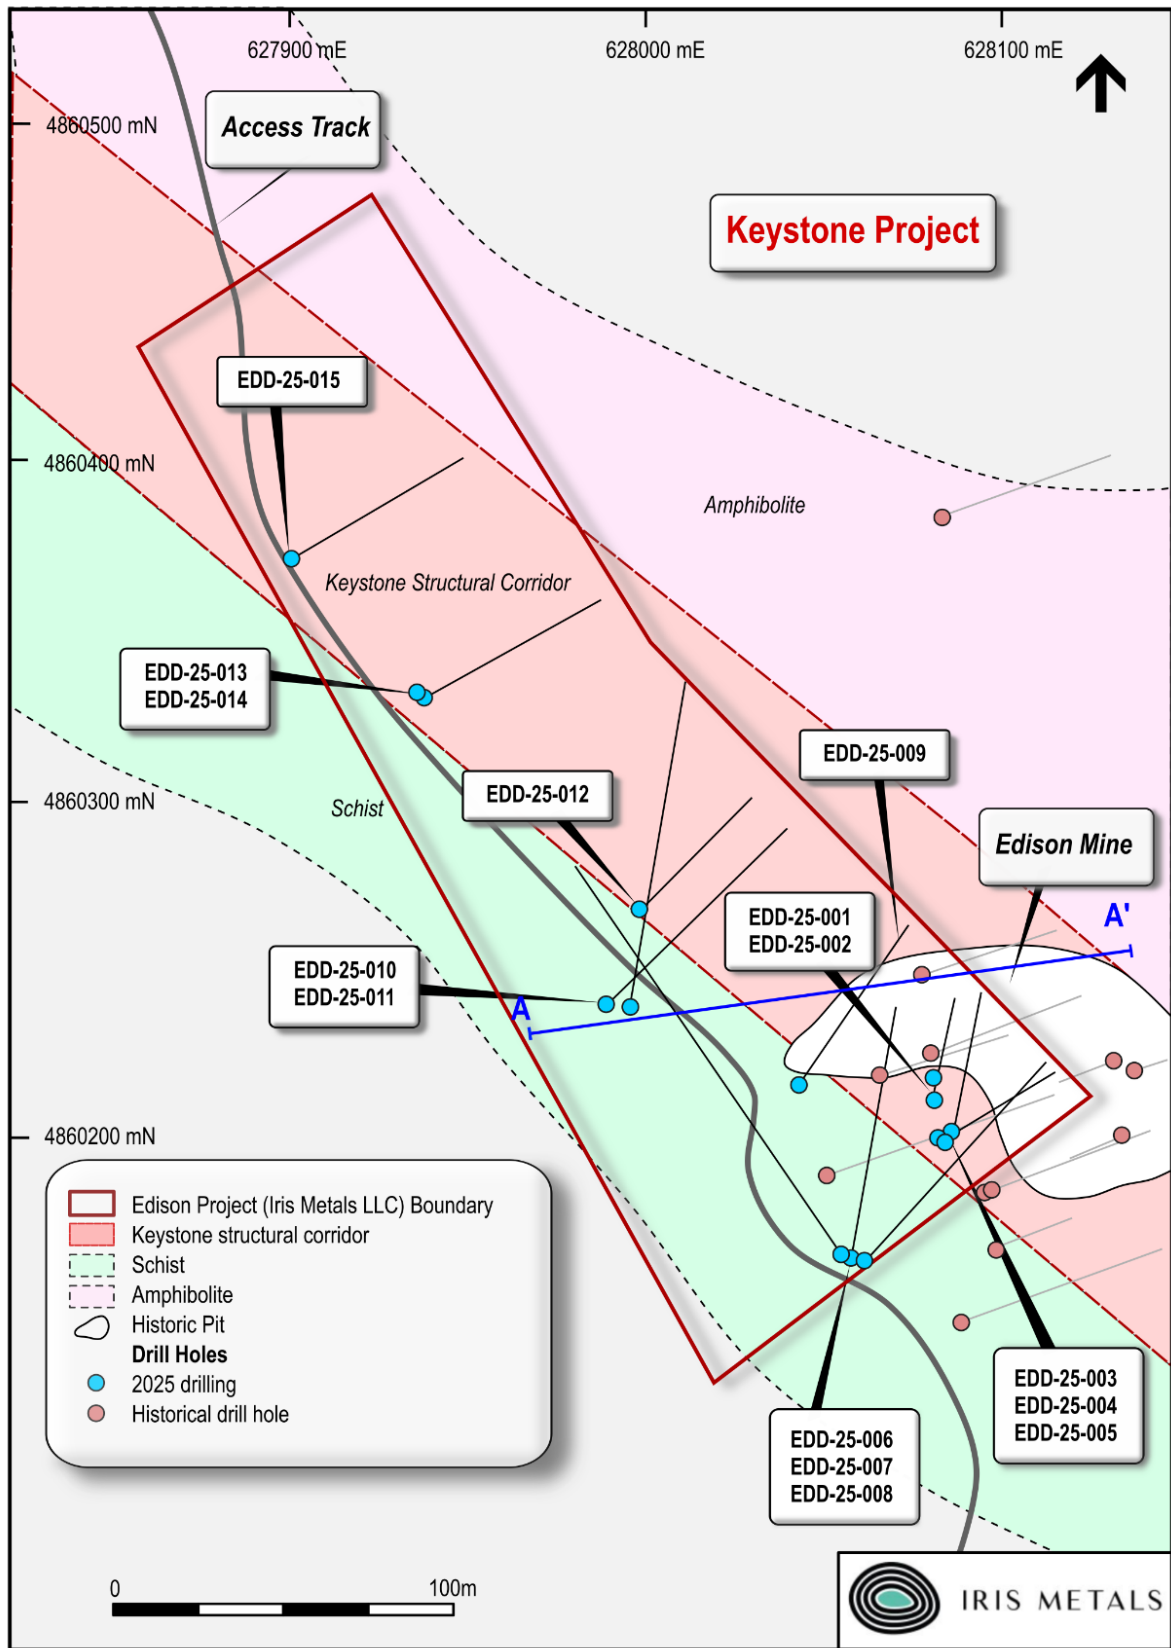 627900 mE
628000 mE
628100 mE
4860500 mN
Access Track
Keystone Project
EDD-25-015
4860400 mN
Amphibolite
Keystone Structural Corridor
EDD-25-013
EDD-25-014
EDD-25-009
EDD-25-012
4860300 mN
Schist
Edison Mine
EDD-25-001
EDD-25-002
A'
EDD-25-010
EDD-25-011
A
4860200 mN
Edison Project (Iris Metals LLC) Boundary
Keystone structural corridor
Schist
Amphibolite
Historic Pit
Drill Holes
2025 drilling
Historical drill hole
EDD-25-003
EDD-25-004
EDD-25-005
EDD-25-006
EDD-25-007
EDD-25-008
0 100m
IRIS METALS